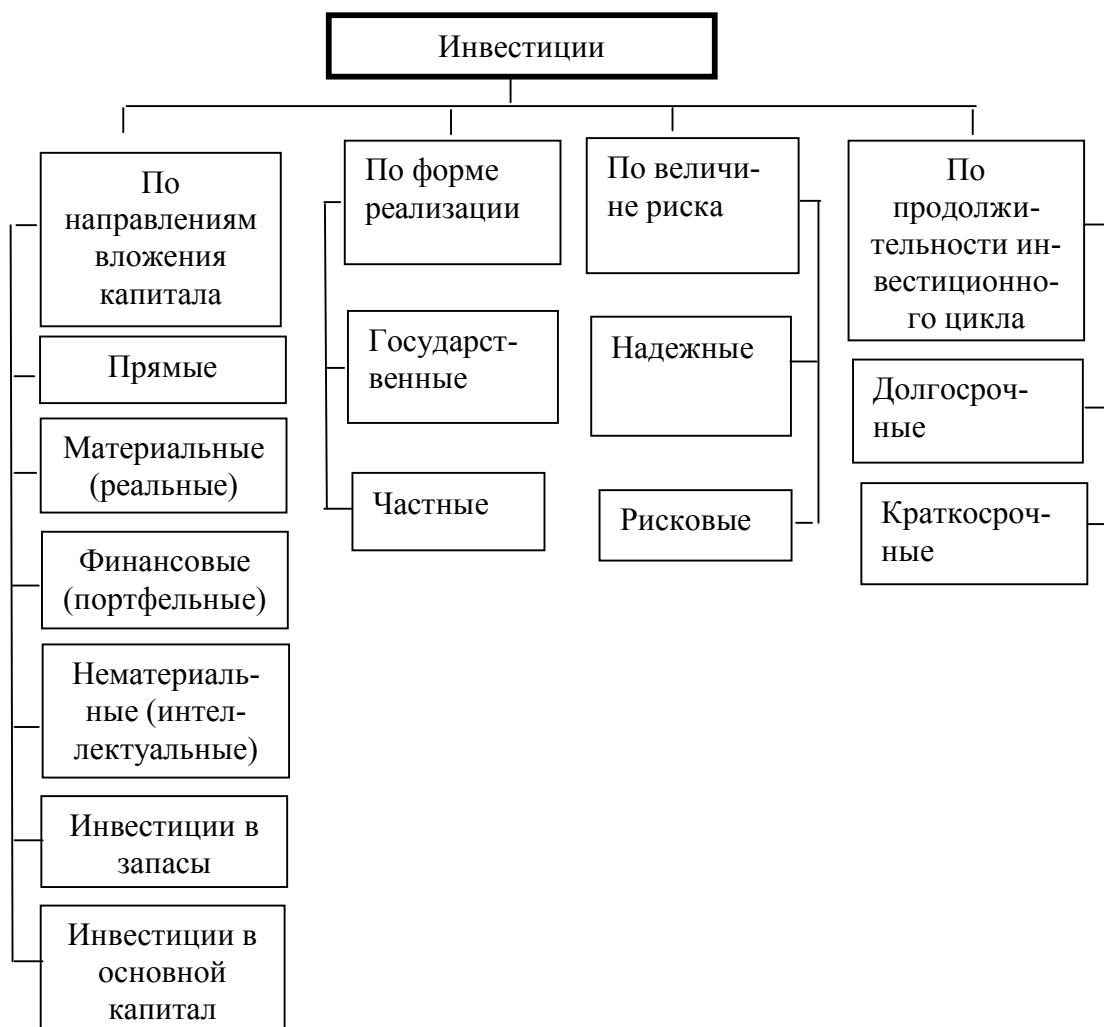 Инвестиции
По
направлениям
вложения
капитала
Прямые
Материальные
(реальные)
Финансовые
(портфельные)
Нематериаль-
ные (интел-
лектуальные)
Инвестиции в
запасы
Инвестиции в
основной
капитал
По форме
реализации
Государст-
венные
Частные
По величи-
не риска
Надежные
Рисковые
По
продолжи-
тельности ин-
вестиционно-
го цикла
Долгосроч-
ные
Краткосроч-
ные